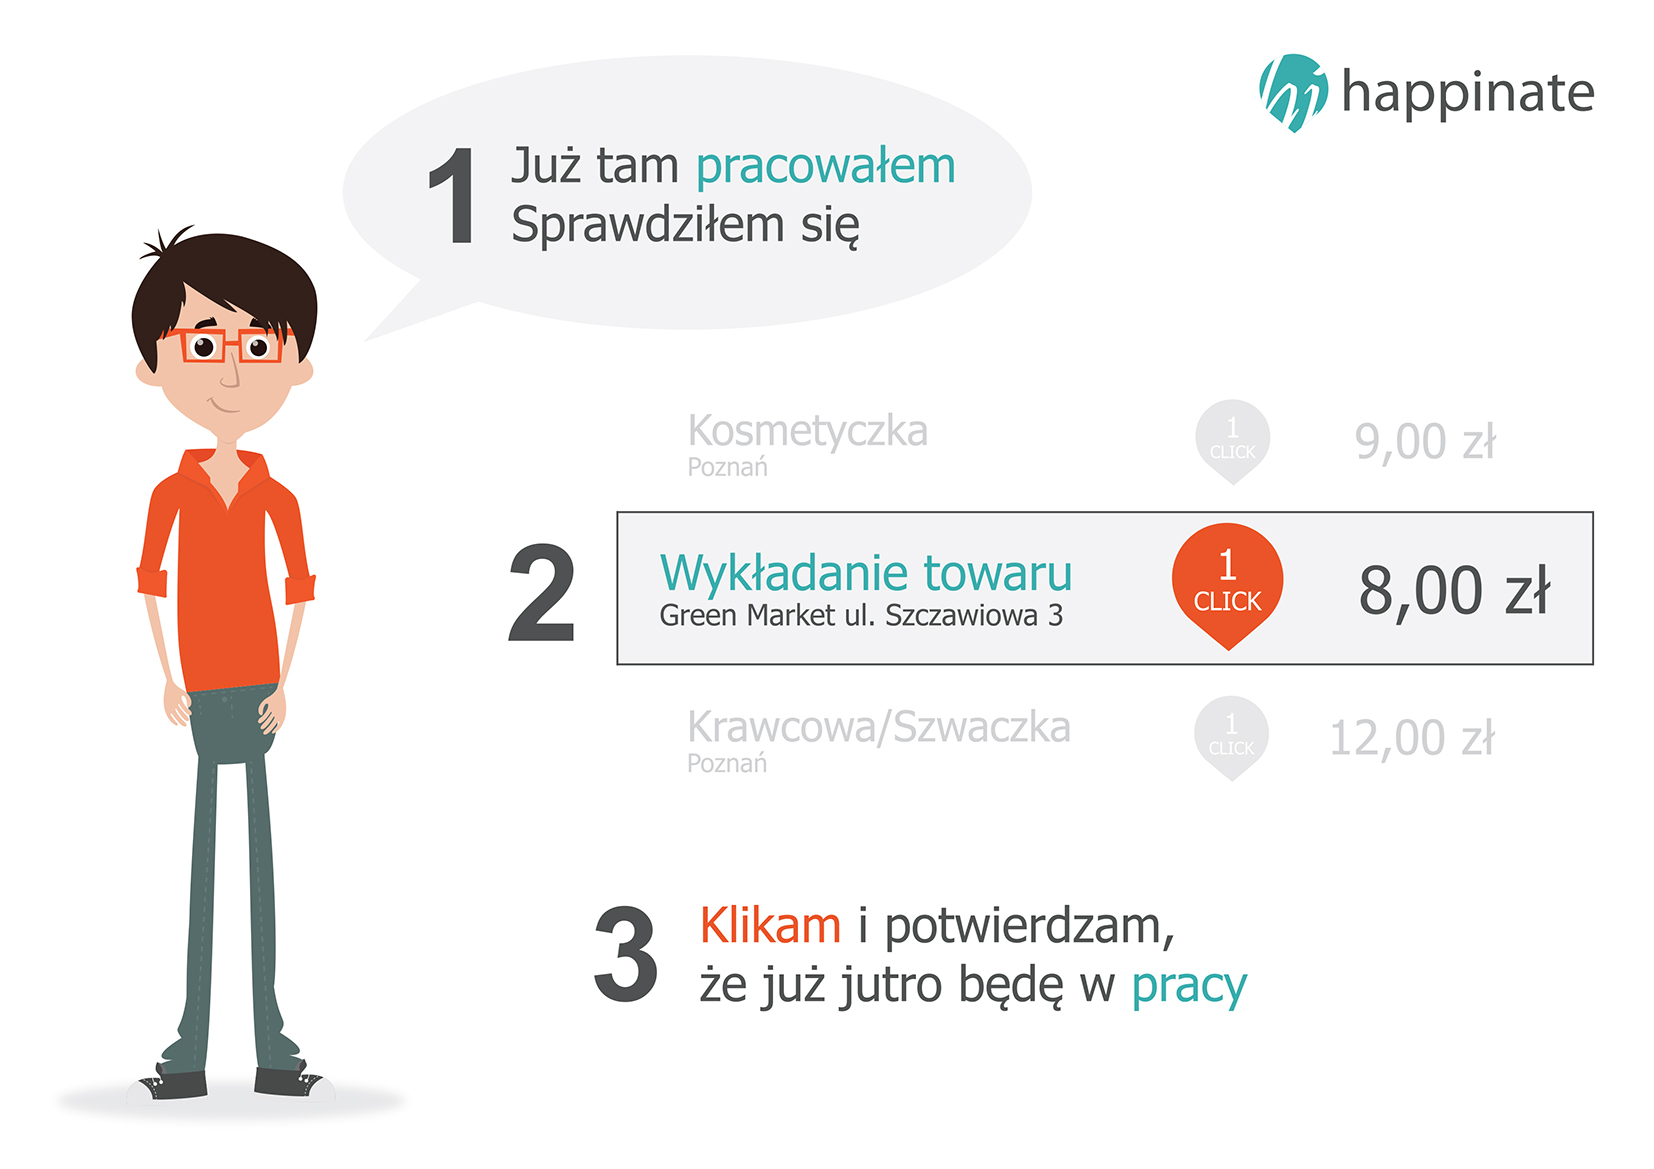 happinate
1
Już tam pracowałem
Sprawdziłem się
Kosmetyczka
Poznań
1
CLICK
9,00 zł
2
Wykładanie towaru
Green Market ul. Szczawiowa 3
1
CLICK
8,00 zł
Krawcowa/Szwaczka
Poznań
1
CLICK
12,00 zł
3
Klikam i potwierdzam,
że już jutro będę w pracy